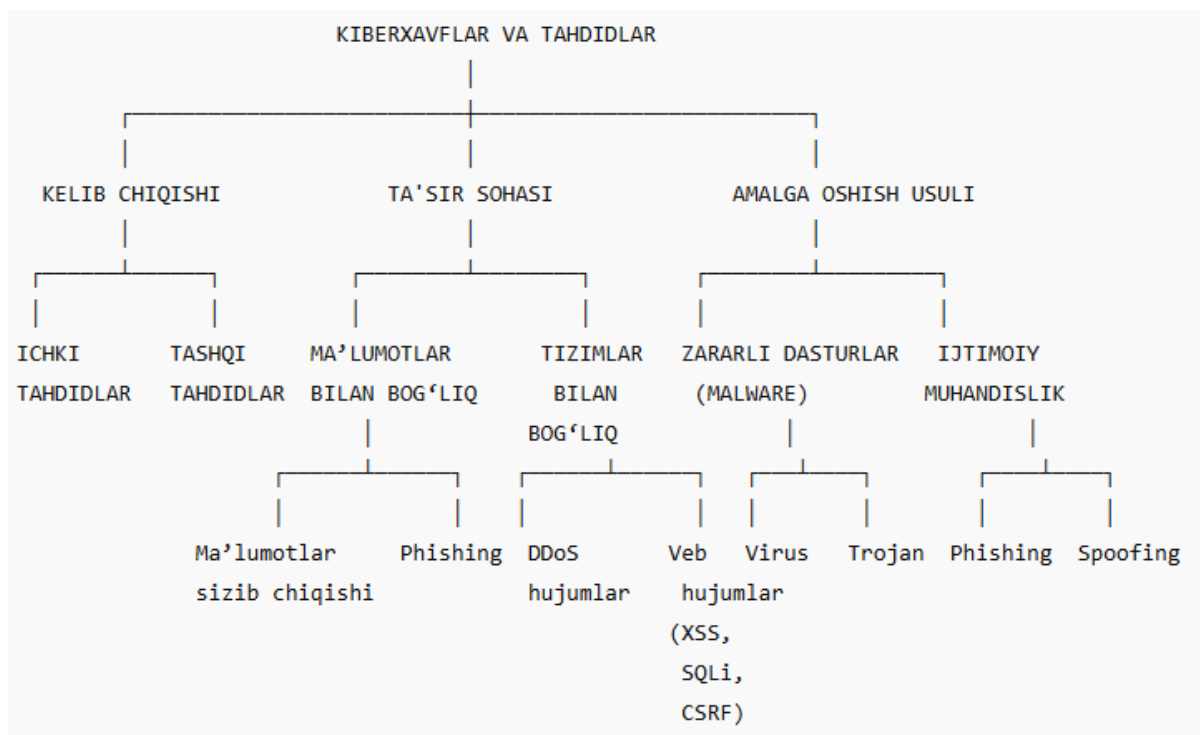 KIBERXAVFLAR VA TAHDIDLAR
KELIB CHIQISHI TA'SIR SOHASI AMALGA OSHISH USULI
ICHKI TASHQI MA’LUMOTLAR TIZIMLAR ZARARLI DASTURLAR IJTIMOIY
TAHDIDLAR TAHDIDLAR BILAN BOG‘LIQ BILAN (MALWARE) MUHANDISLIK
BOG‘LIQ
Ma’lumotlar Phishing DDoS Veb Virus Trojan Phishing Spoofing
sizib chiqishi hujumlar hujumlar
(XSS,
SQLi,
CSRF)